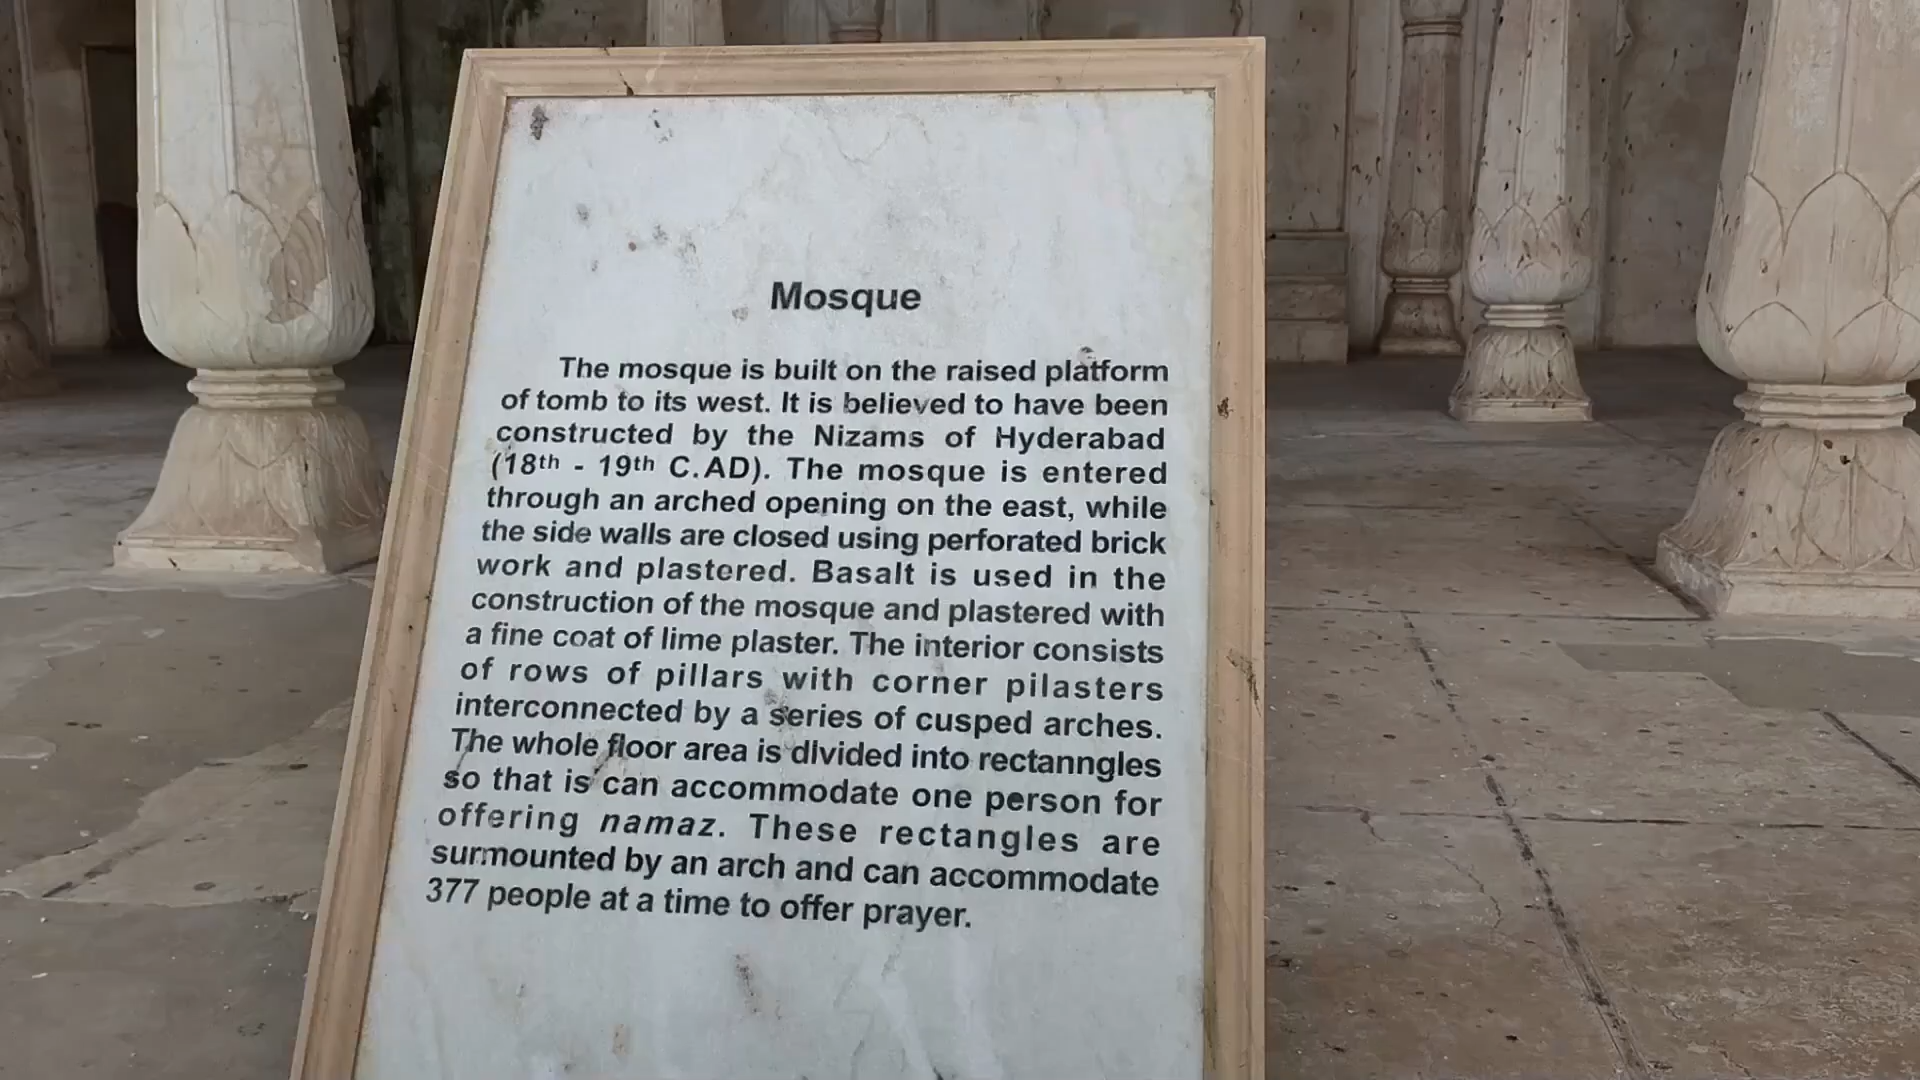 Mosque
The mosque is built on the raised platform
of tomb to its west. It is believed to have been
constructed by the Nizams of Hyderabad
(18th - 19th C.AD). The mosque is entered
through an arched opening on the east, while
the side walls are closed using perforated brick
work and plastered. Basalt is used in the
construction of the mosque and plastered with
a fine coat of lime plaster. The interior consists
of rows of pillars with corner pilasters
interconnected by a series of cusped arches.
The whole floor area is divided into rectanngles
so that is can accommodate one person for
offering namaz. These rectangles are
surmounted by an arch and can accommodate
377 people at a time to offer prayer.